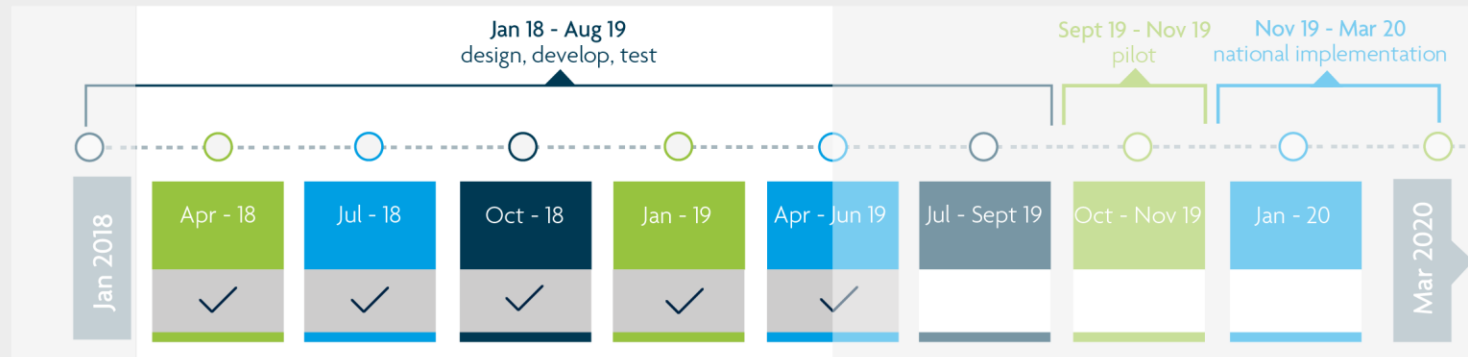 Jan 18 - Aug 19
design, develop, test
Sept 19 - Nov 19
pilot
Nov 19 - Mar 20
national implementation
Jan 2018
Apr - 18
Jul - 18
Oct - 18
Jan - 19
Apr - Jun 19
Jul - Sept 19
Oct - Nov 19
Jan - 20
Mar 2020